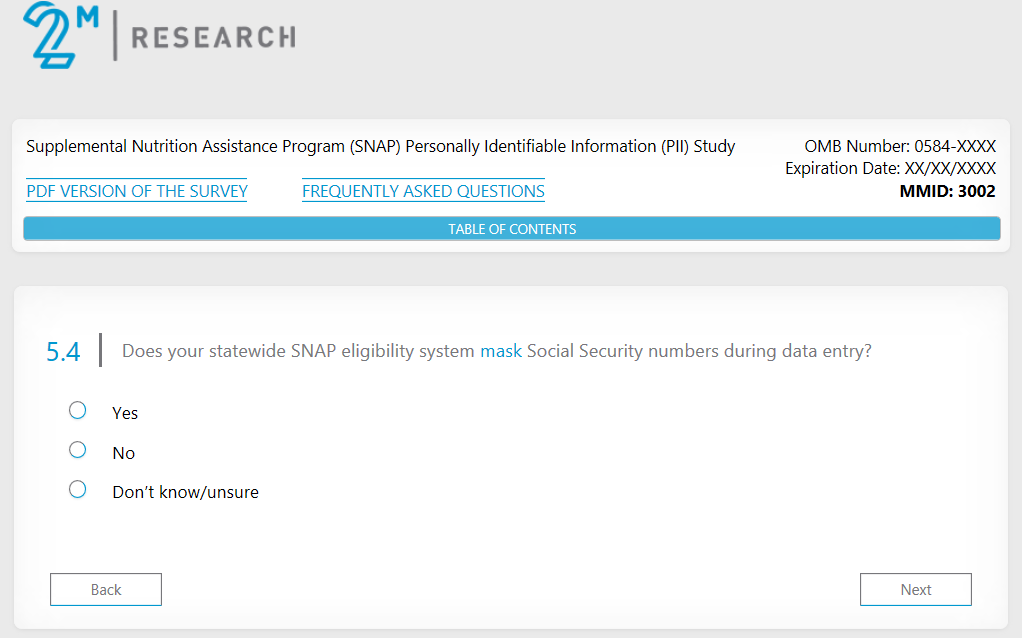 2M RESEARCH
Supplemental Nutrition Assistance Program (SNAP) Personally Identifiable Information (PII) Study
OMB Number: 0584-XXXX
Expiration Date: XX/XX/XXXX
PDF VERSION OF THE SURVEY FREQUENTLY ASKED QUESTIONS MMID: 3002
TABLE OF CONTENTS
5.4 Does your statewide SNAP eligibility system mask Social Security numbers during data entry?
Yes
No
Don’t know/unsure
Back Next